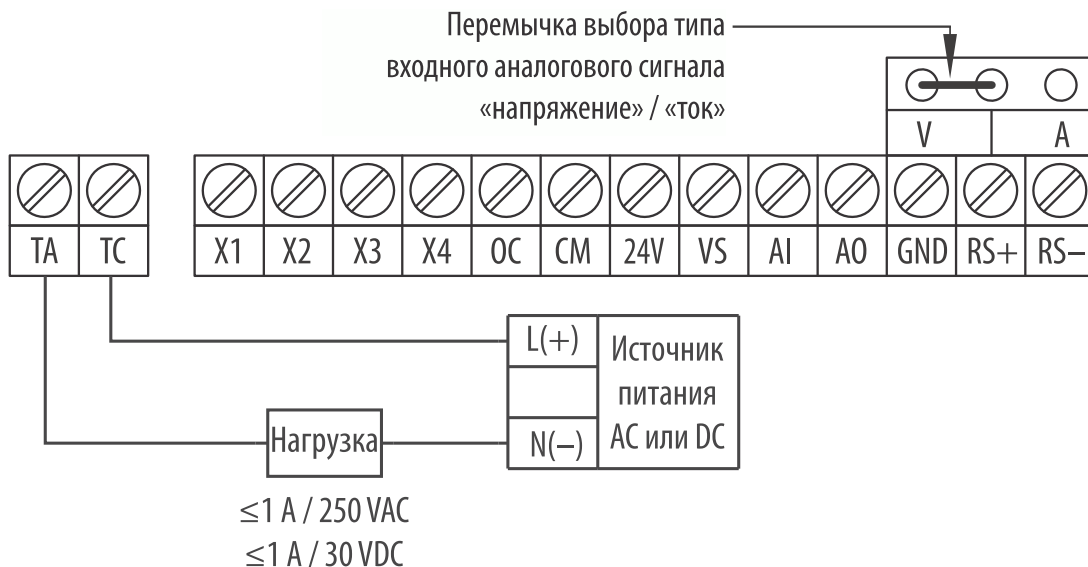 Перемычка выбора типа
входного аналогового сигнала
«напряжение» / «ток»
V A
TA TC X1 X2 X3 X4 OC CM 24V VS AI AO GND RS+ RS−
L(+)
Источник
питания
AC или DC
N(−)
Нагрузка
≤1 A / 250 VAC
≤1 A / 30 VDC